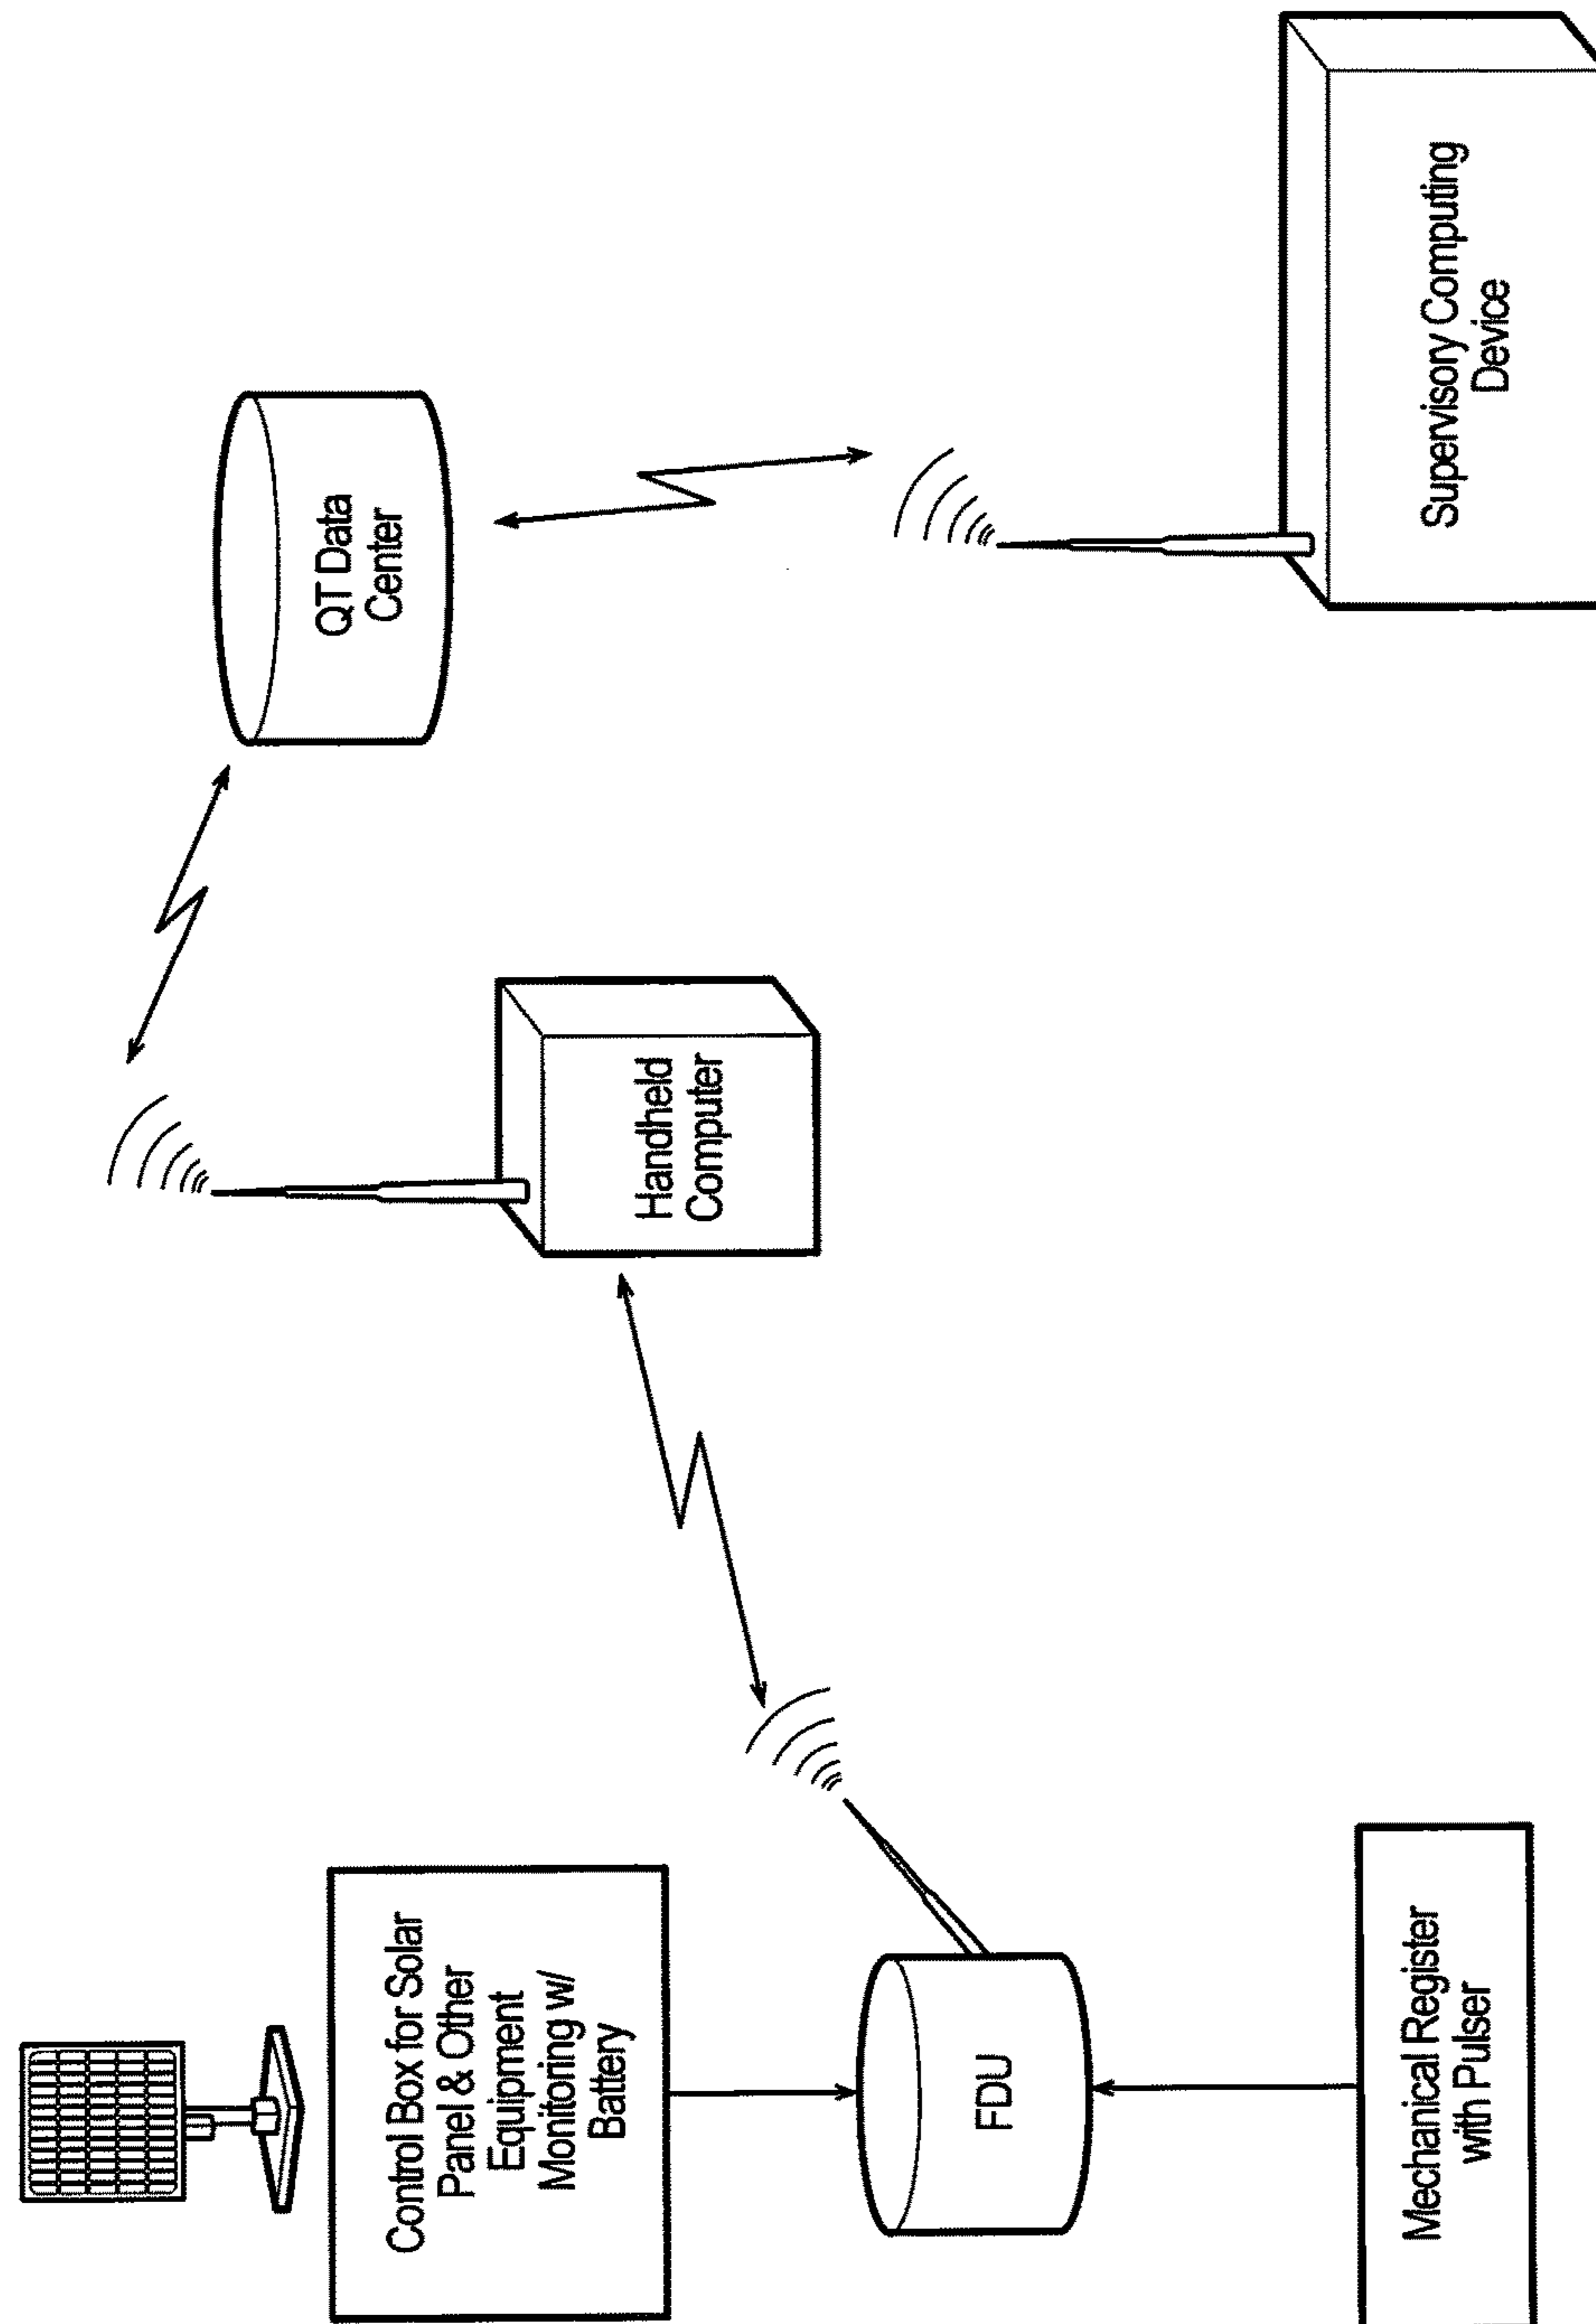 Control Box for Solar
Panel & Other
Equipment
Monitoring w/
Battery
FDU
Mechanical Register
with Pulser
Handheld
Computer
QT Data
Center
Supervisory Computing
Device